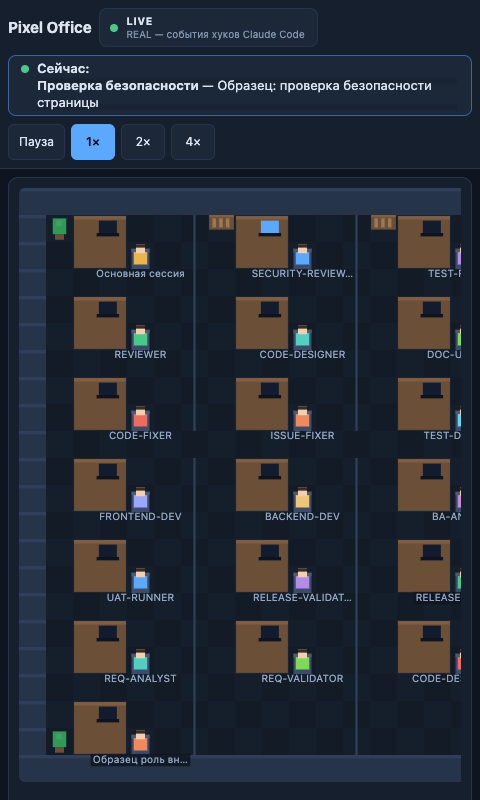 Pixel Office
LIVE
REAL — события хуков Claude Code
Сейчас:
Проверка безопасности — Образец: проверка безопасности
страницы
Пауза 1× 2× 4×
Основная сессия SECURITY-REVIEW… TEST-F
REVIEWER CODE-DESIGNER DOC-U
CODE-FIXER ISSUE-FIXER TEST-D
FRONTEND-DEV BACKEND-DEV BA-AN
UAT-RUNNER RELEASE-VALIDAT… RELEASE
REQ-ANALYST REQ-VALIDATOR CODE-DE
Образец роль вн…